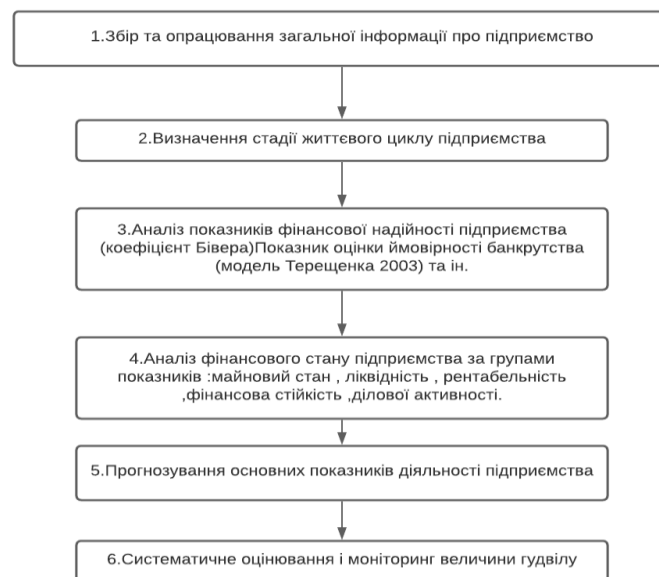 1.Збір та опрацювання загальної інформації про підприємство
2.Визначення стадії життєвого циклу підприємства
3.Аналіз показників фінансової надійності підприємства
(коефіцієнт Бівера)Показник оцінки ймовірності банкрутства
(модель Терещенка 2003) та ін.
4.Аналіз фінансового стану підприємства за групами
показників :майновий стан , ліквідність , рентабельність
,фінансова стійкість ,ділової активності.
5.Прогнозування основних показників діяльності підприємства
6.Систематичне оцінювання і моніторинг величини гудвілу